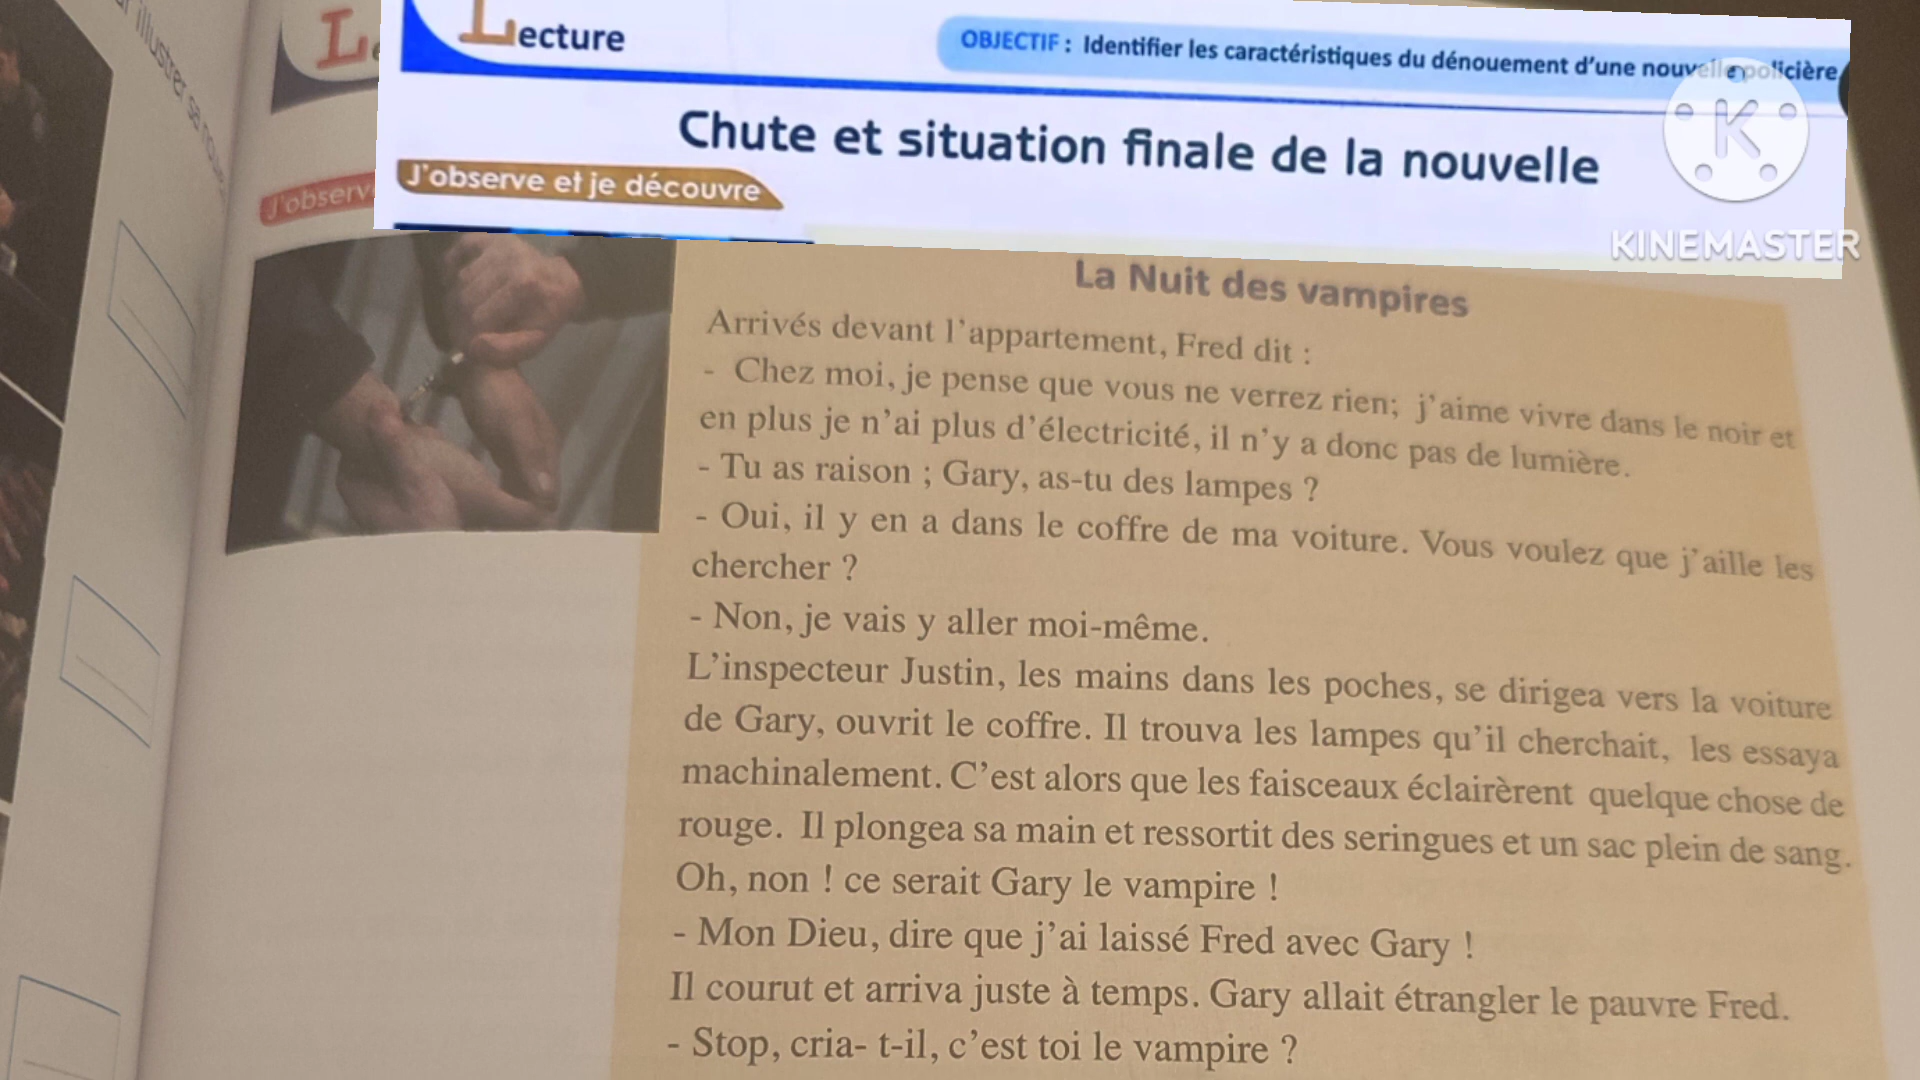 ur illustrer sa
L
J'observ
Lecture
OBJECTIF : Identifier les caractéristiques du dénouement d'une nouvelle policière
Chute et situation finale de la nouvelle
J'observe et je découvre
K
KINEMASTER
La Nuit des vampires
Arrivés devant l'appartement, Fred dit :
- Chez moi, je pense que vous ne verrez rien; j'aime vivre dans le noir et
en plus je n'ai plus d'électricité, il n'y a donc pas de lumière.
- Tu as raison ; Gary, as-tu des lampes ?
- Oui, il y en a dans le coffre de ma voiture. Vous voulez que j'aille les
chercher ?
- Non, je vais y aller moi-même.
L'inspecteur Justin, les mains dans les poches, se dirigea vers la voiture
de Gary, ouvrit le coffre. Il trouva les lampes qu'il cherchait, les essaya
machinalement. C'est alors que les faisceaux éclairèrent quelque chose de
rouge. Il plongea sa main et ressortit des seringues et un sac plein de sang.
Oh, non ! ce serait Gary le vampire !
- Mon Dieu, dire que j'ai laissé Fred avec Gary !
Il courut et arriva juste à temps. Gary allait étrangler le pauvre Fred.
- Stop, cria- t-il, c'est toi le vampire ?